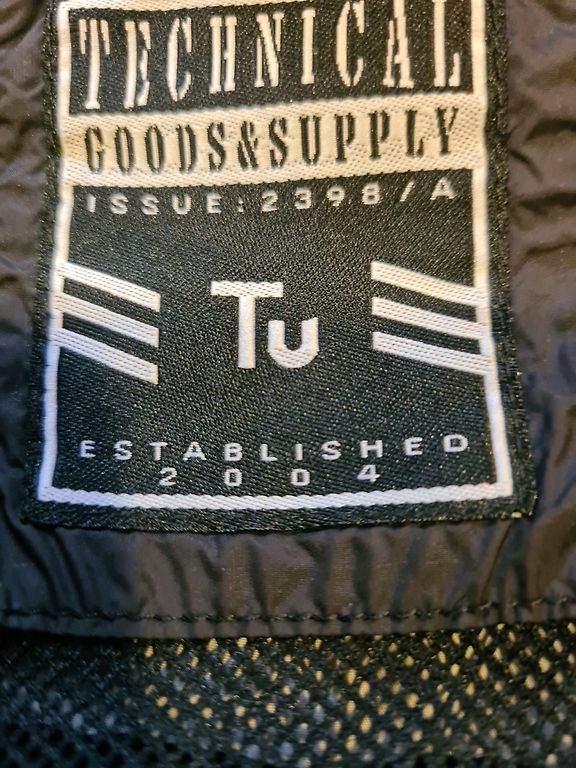 TECHNICAL
GOODS&SUPPLY
ISSUE:2398/A
Tu
ESTABLISHED
2004